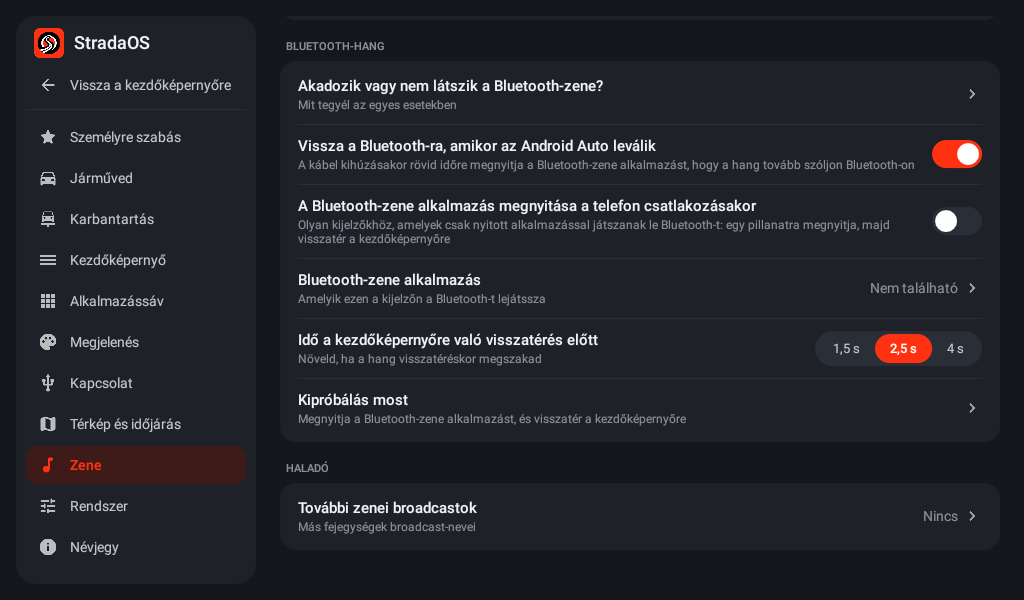 StradaOS
Vissza a kezdőképernyőre
Személyre szabás
Járműved
Karbantartás
Kezdőképernyő
Alkalmazássáv
Megjelenés
Kapcsolat
Térkép és időjárás
Zene
Rendszer
Névjegy
BLUETOOTH-HANG
Akadozik vagy nem látszik a Bluetooth-zene?
Mit tegyél az egyes esetekben
Vissza a Bluetooth-ra, amikor az Android Auto leválik
A kábel kihúzásakor rövid időre megnyitja a Bluetooth-zene alkalmazást, hogy a hang tovább szóljon Bluetooth-on
A Bluetooth-zene alkalmazás megnyitása a telefon csatlakozásakor
Olyan kijelzőkhöz, amelyek csak nyitott alkalmazással játszanak le Bluetooth-t: egy pillanatra megnyitja, majd
visszatér a kezdőképernyőre
Bluetooth-zene alkalmazás
Amelyik ezen a kijelzőn a Bluetooth-t lejátssza
Nem található
Idő a kezdőképernyőre való visszatérés előtt
Növeld, ha a hang visszatéréskor megszakad
1,5 s
2,5 s
4 s
Kipróbálás most
Megnyitja a Bluetooth-zene alkalmazást, és visszatér a kezdőképernyőre
HALADÓ
További zenei broadcastok
Más fejegységek broadcast-nevei
Nincs